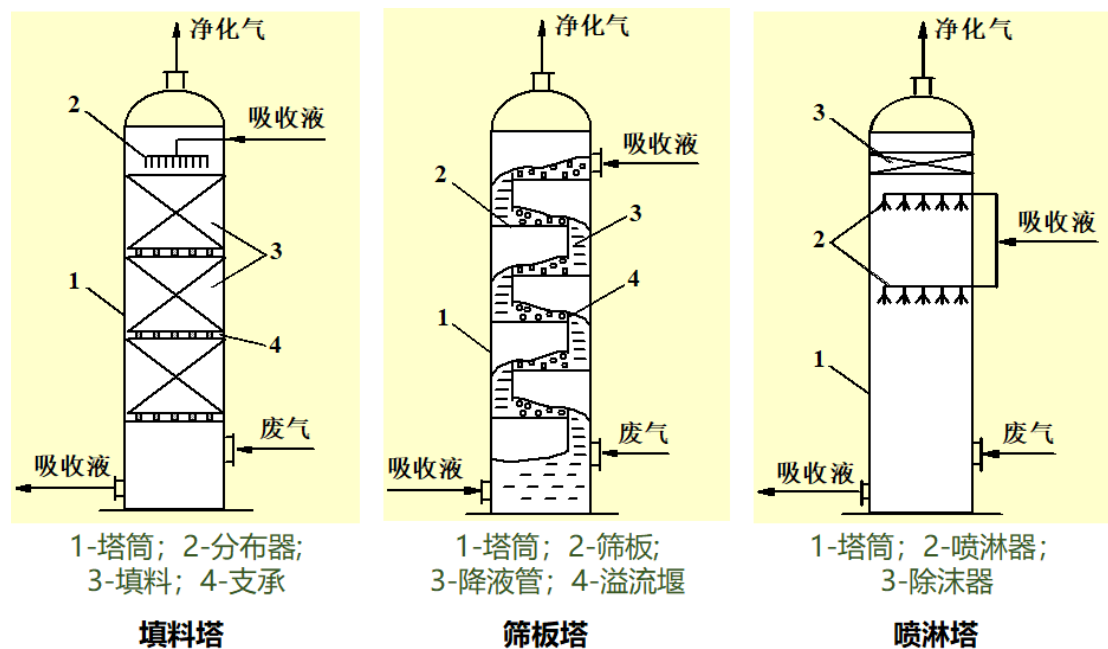 净化气
2
吸收液
3
1
4
废气
吸收液
1-塔筒；2-分布器;
3-填料；4-支承
填料塔
净化气
吸收液
2
3
4
1
废气
吸收液
1-塔筒；2-筛板;
3-降液管；4-溢流堰
筛板塔
净化气
3
吸收液
2
1
废气
吸收液
1-塔筒；2-喷淋器；
3-除沫器
喷淋塔